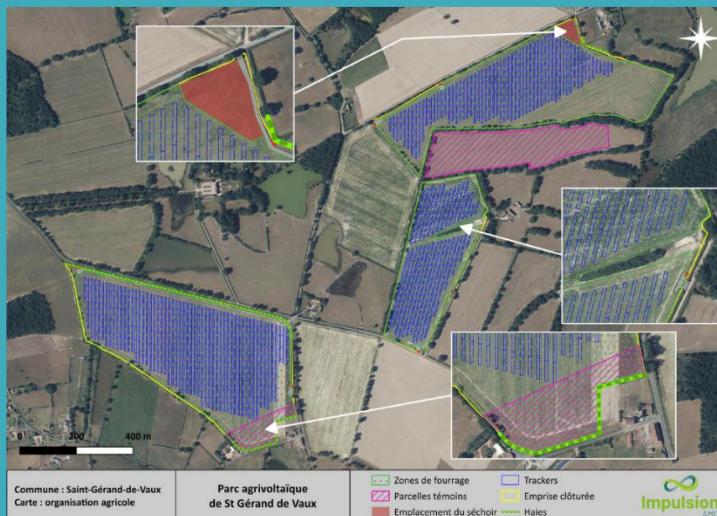 0 200 400 m
Commune : Saint-Gérand-de-Vaux
Carte : organisation agricole
Parc agrivoltaïque
de St Gérand de Vaux
Zones de fourrage
Parcelles témoins
Emplacement du séchoir
Trackers
Emprise clôturée
Haies
Impulsion